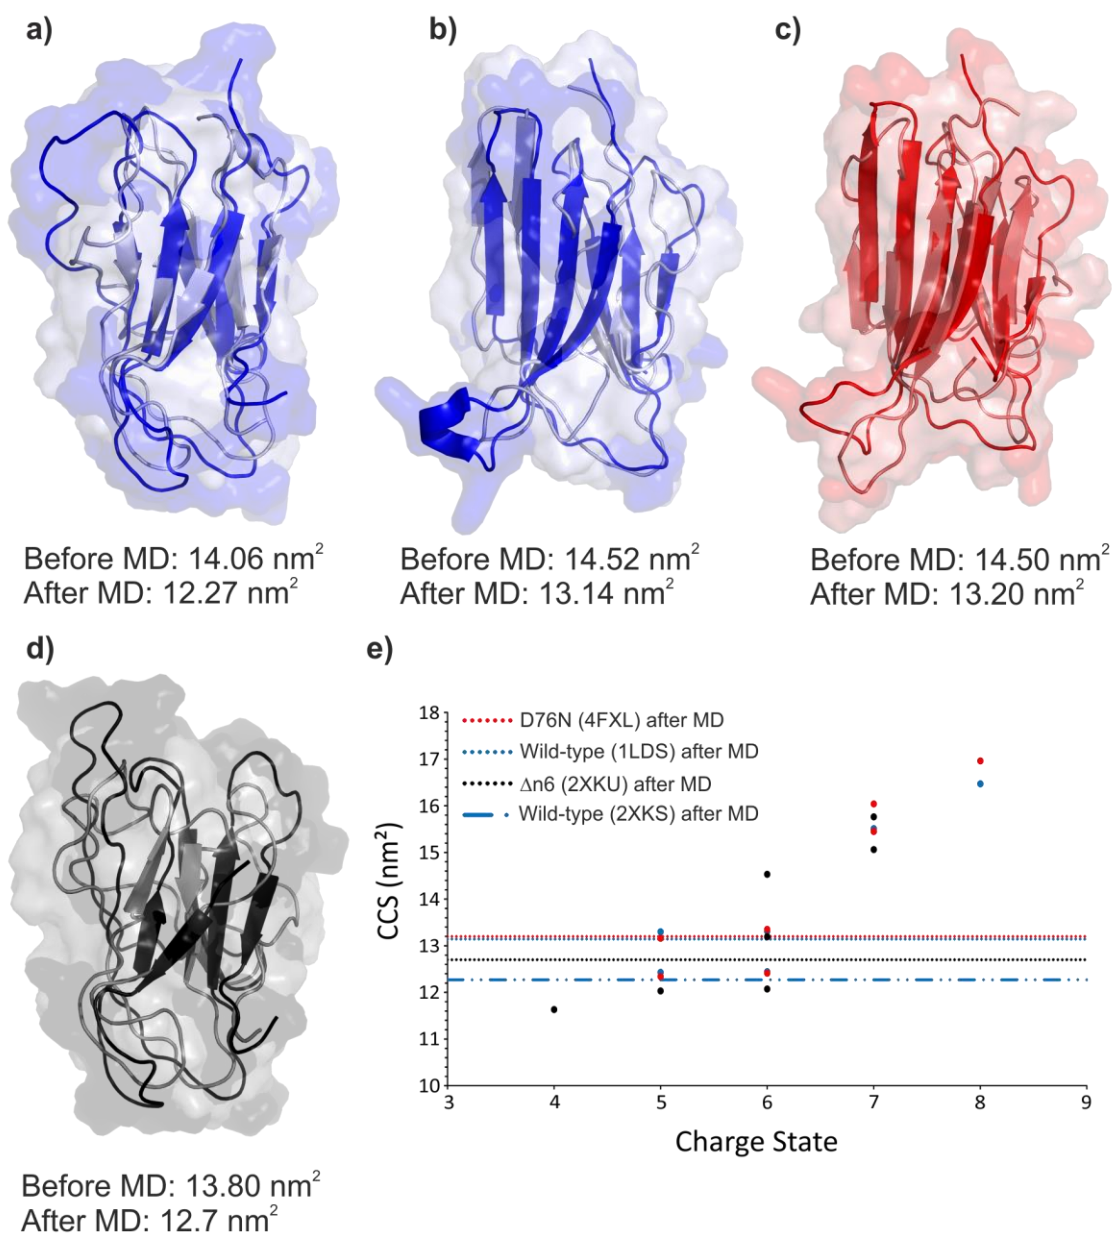 a)
b)
c)
Before MD: 14.06 nm²
After MD: 12.27 nm²
Before MD: 14.52 nm²
After MD: 13.14 nm²
Before MD: 14.50 nm²
After MD: 13.20 nm²
d)
Before MD: 13.80 nm²
After MD: 12.7 nm²
e)
D76N (4FXL) after MD
Wild-type (1LDS) after MD
Δn6 (2XKU) after MD
Wild-type (2XKS) after MD
CCS (nm²)
18
17
16
15
14
13
12
11
10
3 4 5 6 7 8 9
Charge State